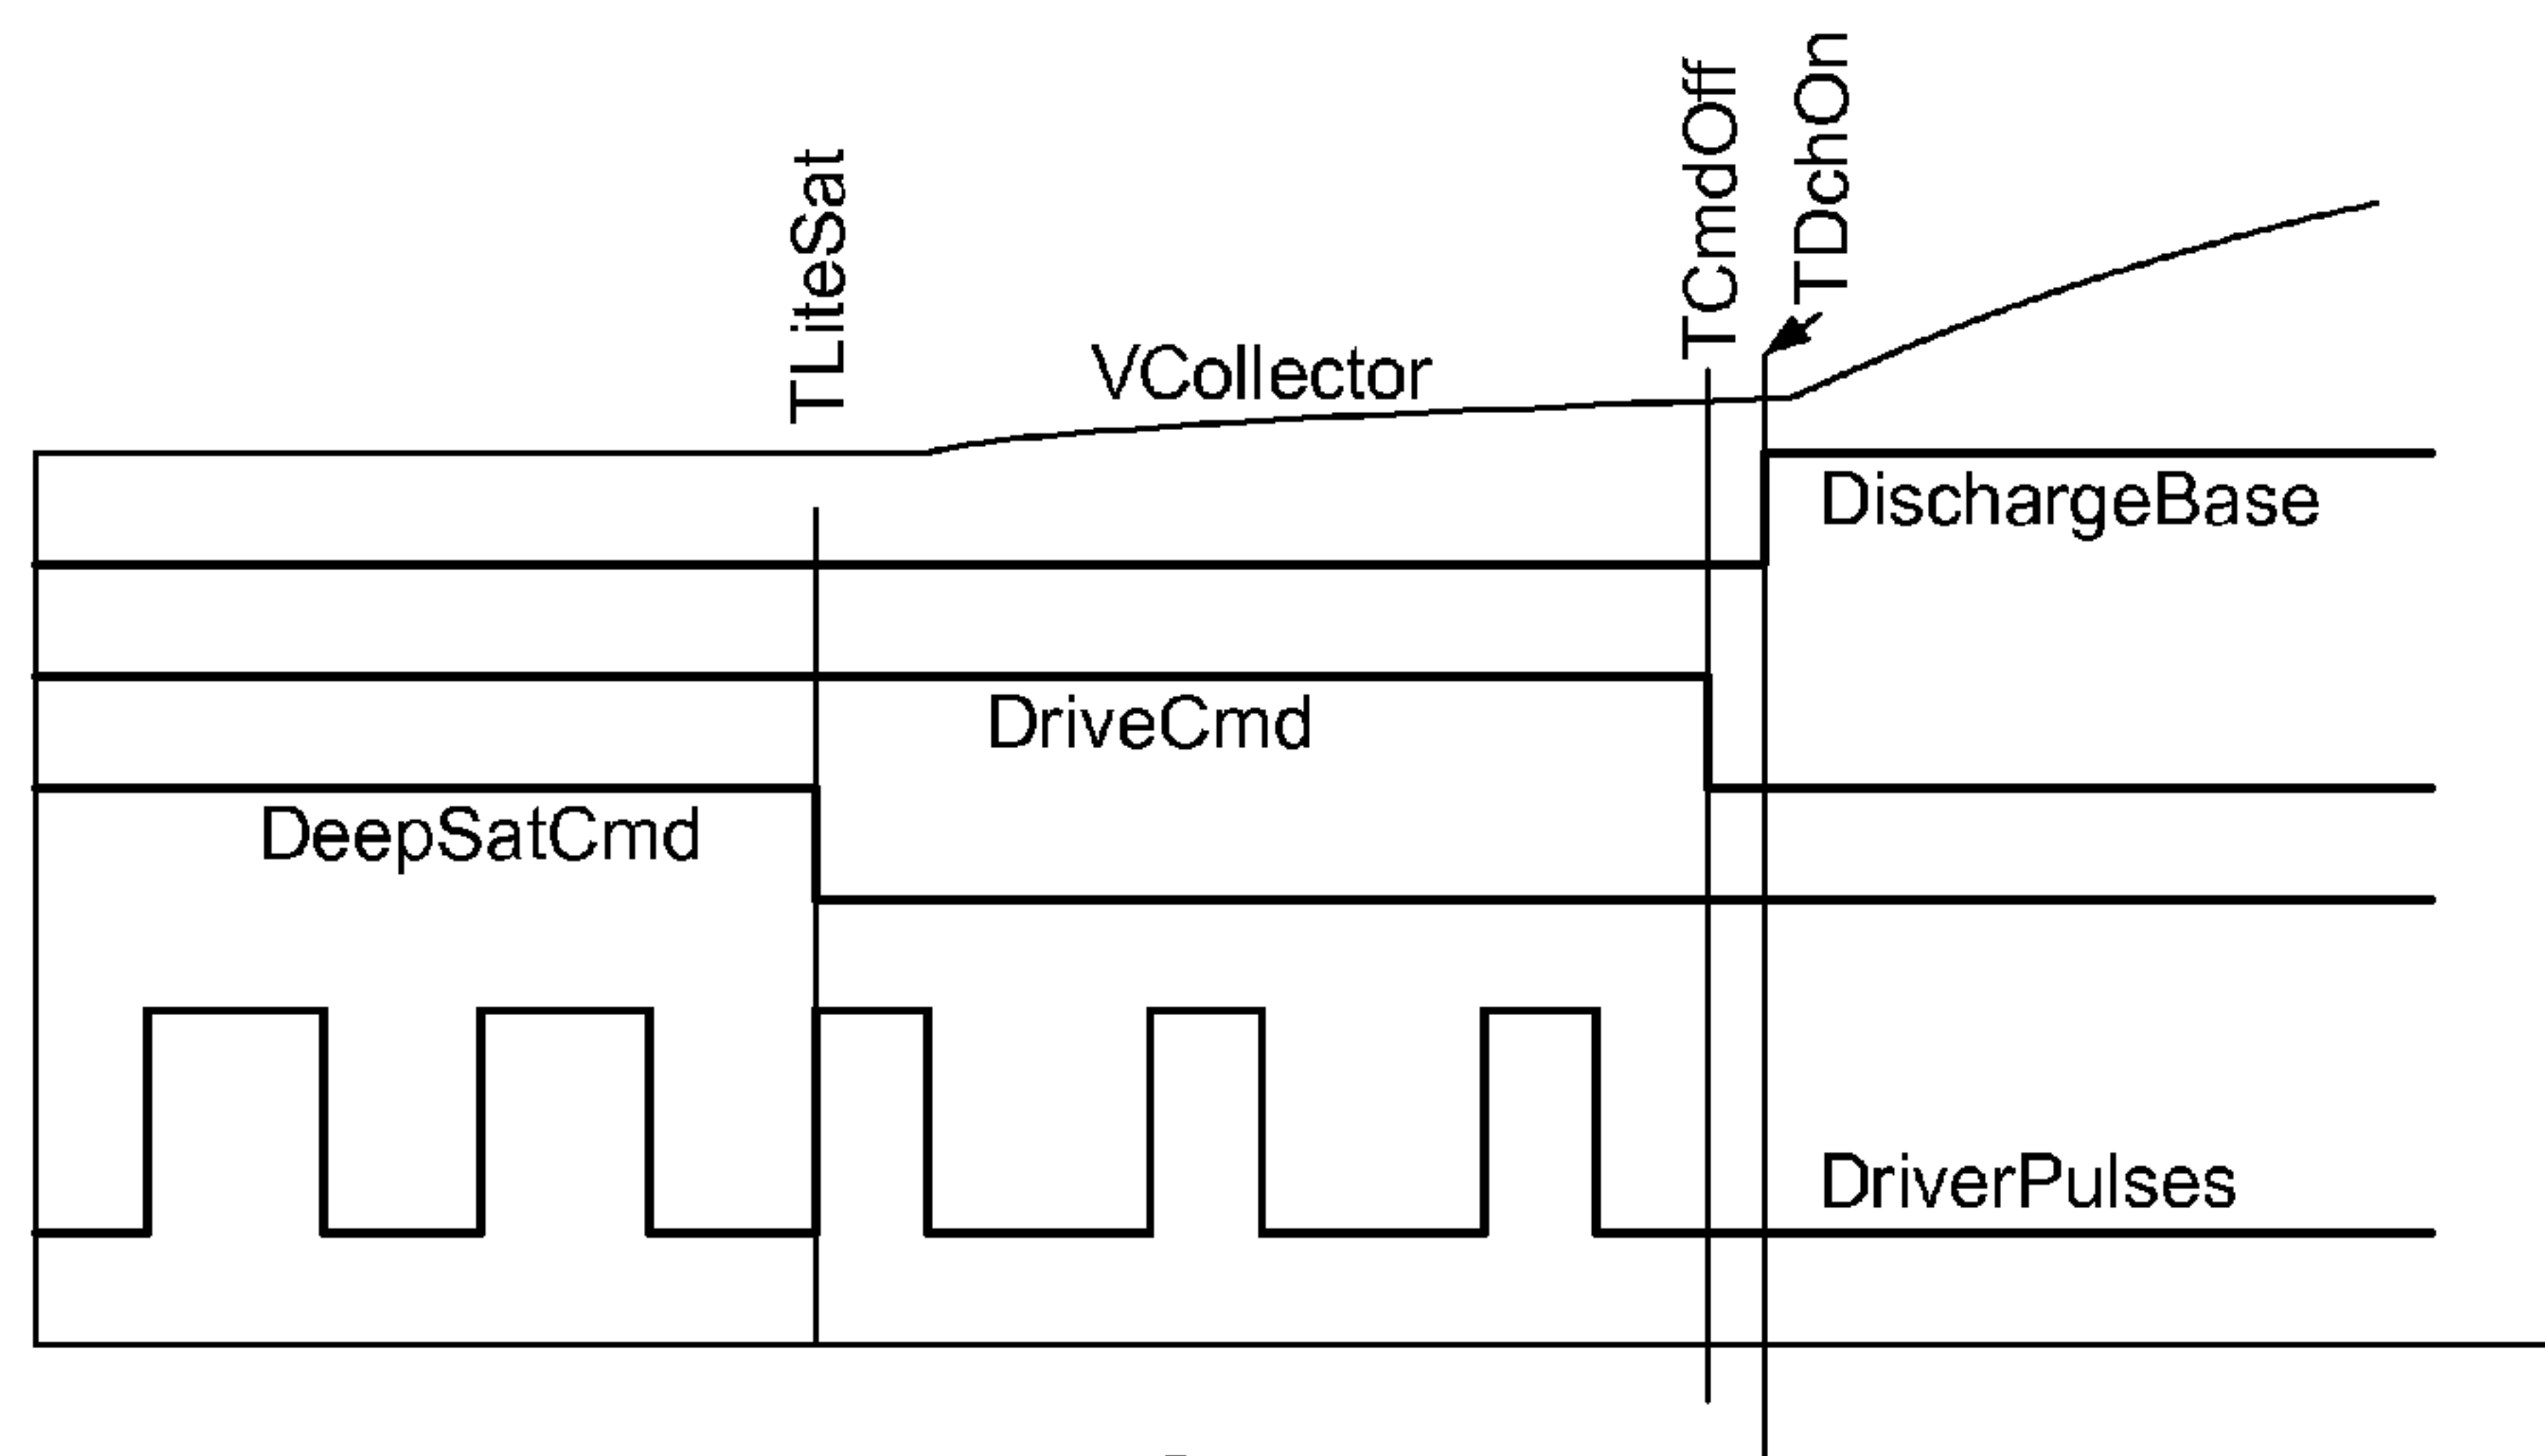 TLiteSat
TCmdOff
TDchOn
VCollector
DischargeBase
DriveCmd
DeepSatCmd
DriverPulses